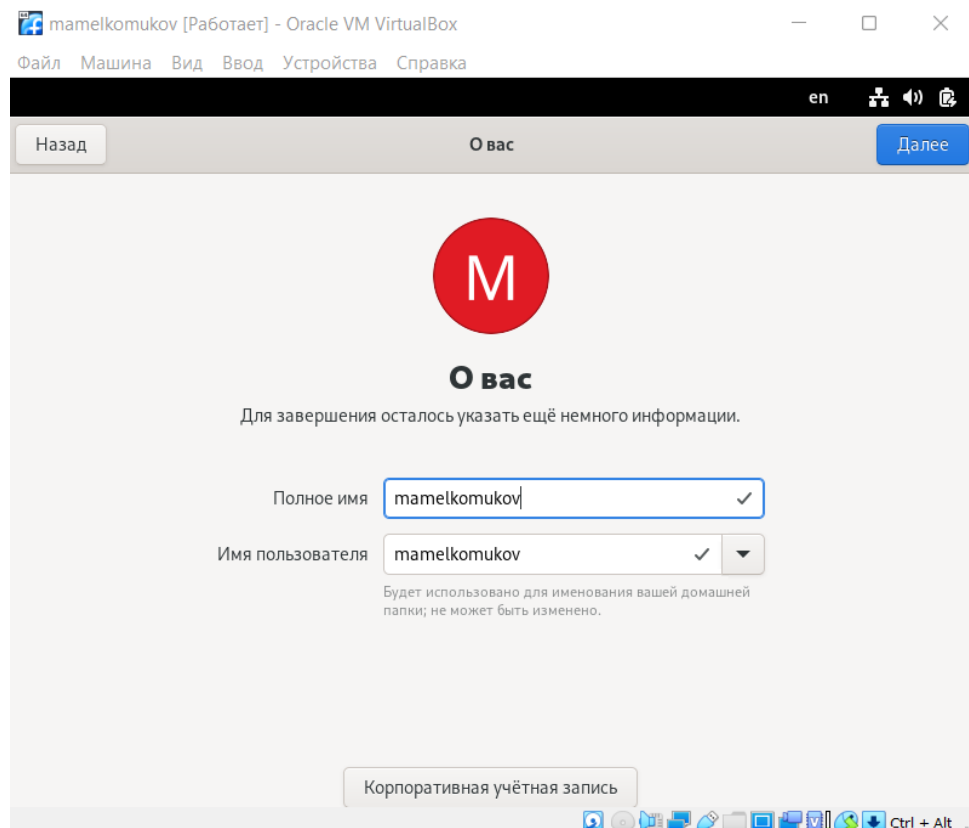 mamelkomukov [Работает] - Oracle VM VirtualBox
Файл Машина Вид Ввод Устройства Справка
en
Назад
О вас
Далее
M
О вас
Для завершения осталось указать ещё немного информации.
Полное имя mamelkomukov
Имя пользователя mamelkomukov
Будет использовано для именования вашей домашней
папки; не может быть изменено.
Корпоративная учётная запись
Ctrl + Alt